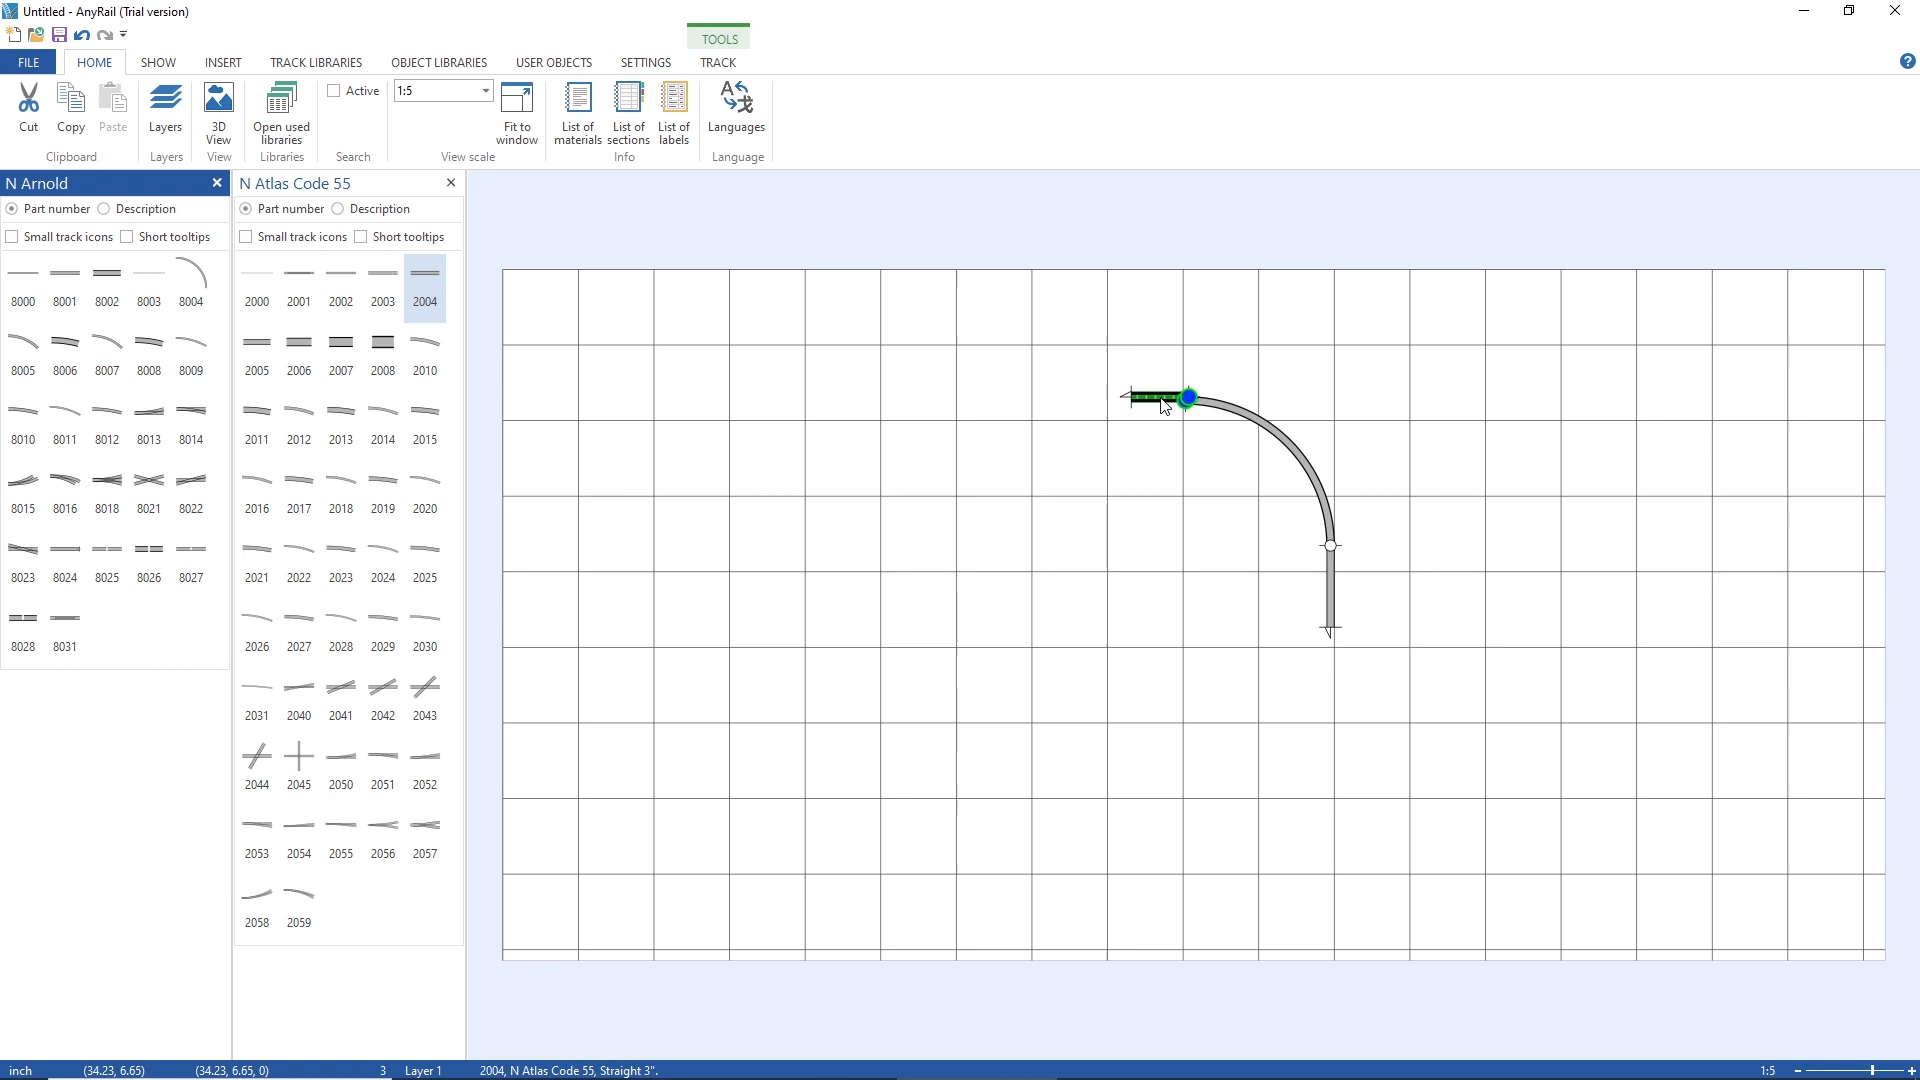 Untitled - AnyRail (Trial version)
TOOLS
FILE HOME SHOW INSERT TRACK LIBRARIES OBJECT LIBRARIES USER OBJECTS SETTINGS TRACK
Active 1:5
Cut Copy Paste Layers 3D View Open used libraries Fit to window List of materials List of sections List of labels Languages
Clipboard Layers View Libraries Search View scale Info Language
N Arnold
Part number Description
Small track icons Short tooltips
8000 8001 8002 8003 8004
8005 8006 8007 8008 8009
8010 8011 8012 8013 8014
8015 8016 8018 8021 8022
8023 8024 8025 8026 8027
8028 8031
N Atlas Code 55
Part number Description
Small track icons Short tooltips
2000 2001 2002 2003 2004
2005 2006 2007 2008 2010
2011 2012 2013 2014 2015
2016 2017 2018 2019 2020
2021 2022 2023 2024 2025
2026 2027 2028 2029 2030
2031 2040 2041 2042 2043
2044 2045 2050 2051 2052
2053 2054 2055 2056 2057
2058 2059
inch (34.23, 6.65) (34.23, 6.65, 0) 3 Layer 1 2004, N Atlas Code 55, Straight 3". 1:5